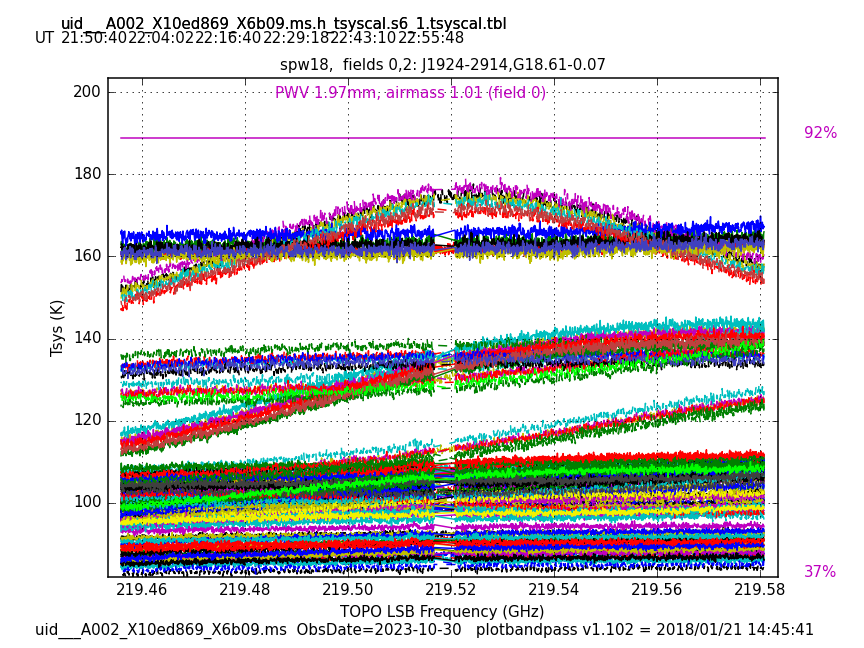 uid___A002_X10ed869_X6b09.ms.h_tsyscal.s6_1.tsyscal.tbl
UT 21:50:40 22:04:02 22:16:40 22:29:18 22:43:10 22:55:48
spw18,  fields 0,2: J1924-2914,G18.61-0.07
PWV 1.97mm, airmass 1.01 (field 0)
200
92%
180
160
Tsys (K)
140
120
100
37%
219.46 219.48 219.50 219.52 219.54 219.56 219.58
TOPO LSB Frequency (GHz)
uid___A002_X10ed869_X6b09.ms  ObsDate=2023-10-30   plotbandpass v1.102 = 2018/01/21 14:45:41